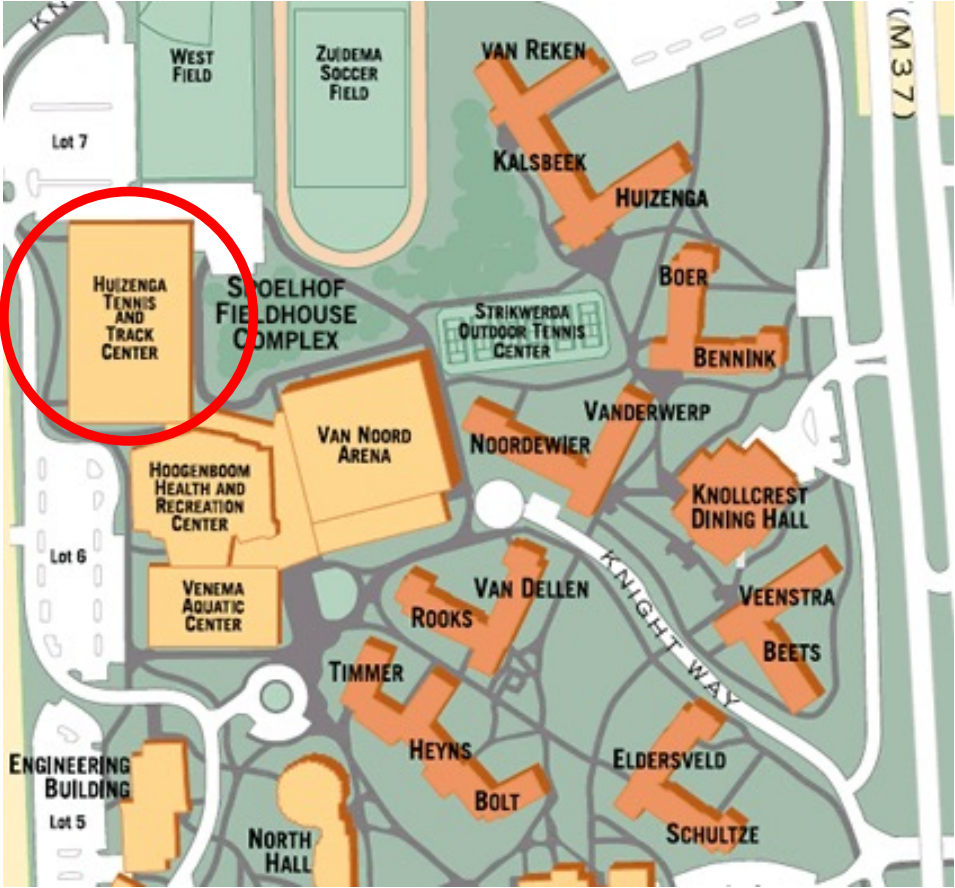 KN
(M37)
WEST
FIELD
ZUIDEMA
SOCCER
FIELD
VAN REKEN
Lot 7
KALSBEEK
HUIZENGA
HUIZENGA
TENNIS
AND
TRACK
CENTER
SPOELHOF
FIELDHOUSE
COMPLEX
BOER
STRIKWERDA
OUTDOOR TENNIS
CENTER
BENNINK
VANDERWERP
VAN NOORD
ARENA
NOORDEWIER
HOOGENBOOM
HEALTH AND
RECREATION
CENTER
KNOLLCREST
DINING HALL
Lot 6
KNIGHT WAY
VENEMA
AQUATIC
CENTER
VAN DELLEN
ROOKS
VEENSTRA
BEETS
TIMMER
HEYNS
ELDERSVELD
ENGINEERING
BUILDING
BOLT
Lot 5
SCHULTZE
NORTH
HALL